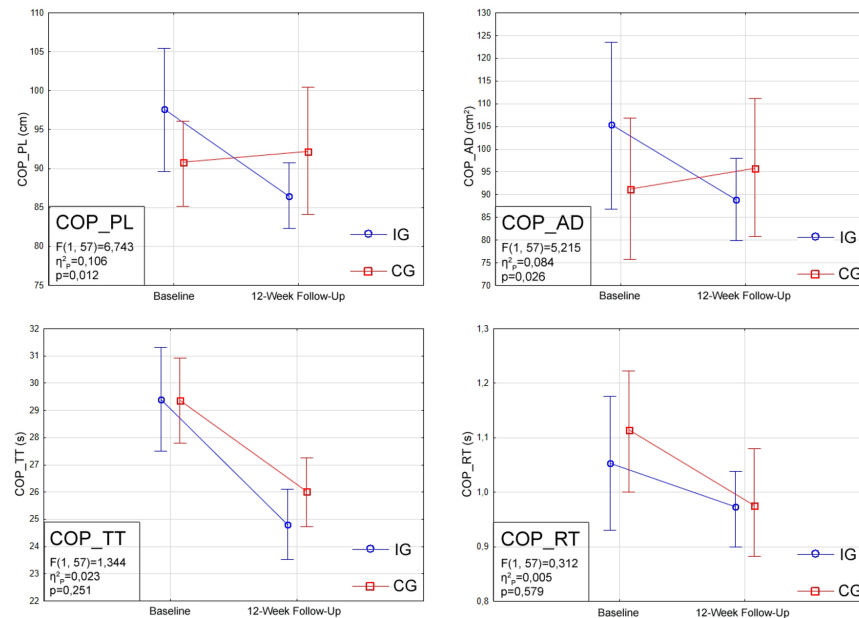 110
105
100
95
90
85
80
75
COP_PL (cm)
COP_PL
F(1, 57)=6,743
η²ₚ=0,106
p=0,012
IG
CG
Baseline
12-Week Follow-Up
130
125
120
115
110
105
100
95
90
85
80
75
70
COP_AD (cm²)
COP_AD
F(1, 57)=5,215
η²ₚ=0,084
p=0,026
IG
CG
Baseline
12-Week Follow-Up
32
31
30
29
28
27
26
25
24
23
22
COP_TT (s)
COP_TT
F(1, 57)=1,344
η²ₚ=0,023
p=0,251
IG
CG
Baseline
12-Week Follow-Up
1,3
1,2
1,1
1,0
0,9
0,8
COP_RT (s)
COP_RT
F(1, 57)=0,312
η²ₚ=0,005
p=0,579
IG
CG
Baseline
12-Week Follow-Up